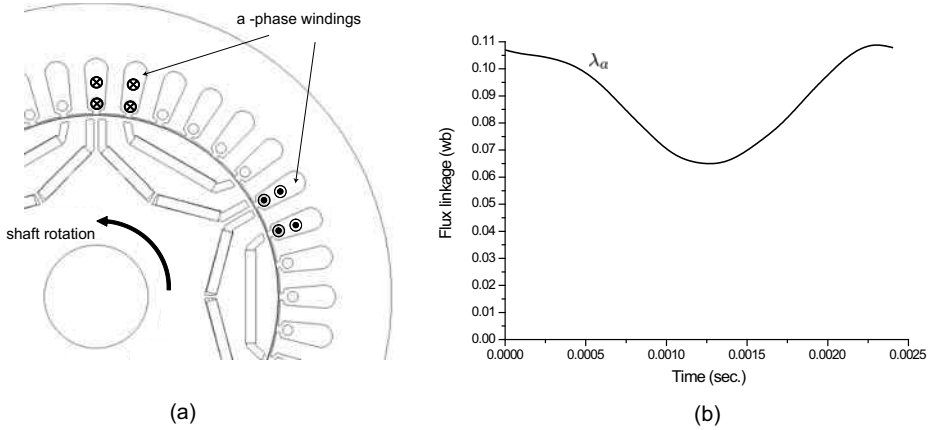 a -phase windings
shaft rotation
(a)
0.11
0.10
0.09
0.08
0.07
0.06
0.05
0.04
0.03
0.02
0.01
0.00
Flux linkage (wb)
λa
0.0000
0.0005
0.0010
0.0015
0.0020
0.0025
Time (sec.)
(b)